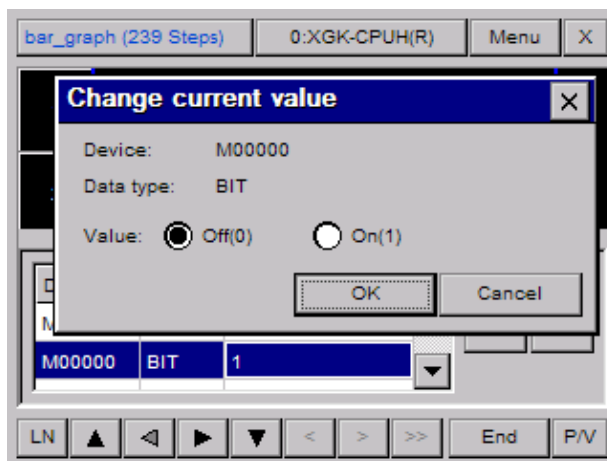 bar_graph (239 Steps) 0:XGK-CPUH(R) Menu X
Change current value
Device: M00000
Data type: BIT
Value: Off(0) On(1)
OK Cancel
M00000 BIT 1
LN < > >> End P/V